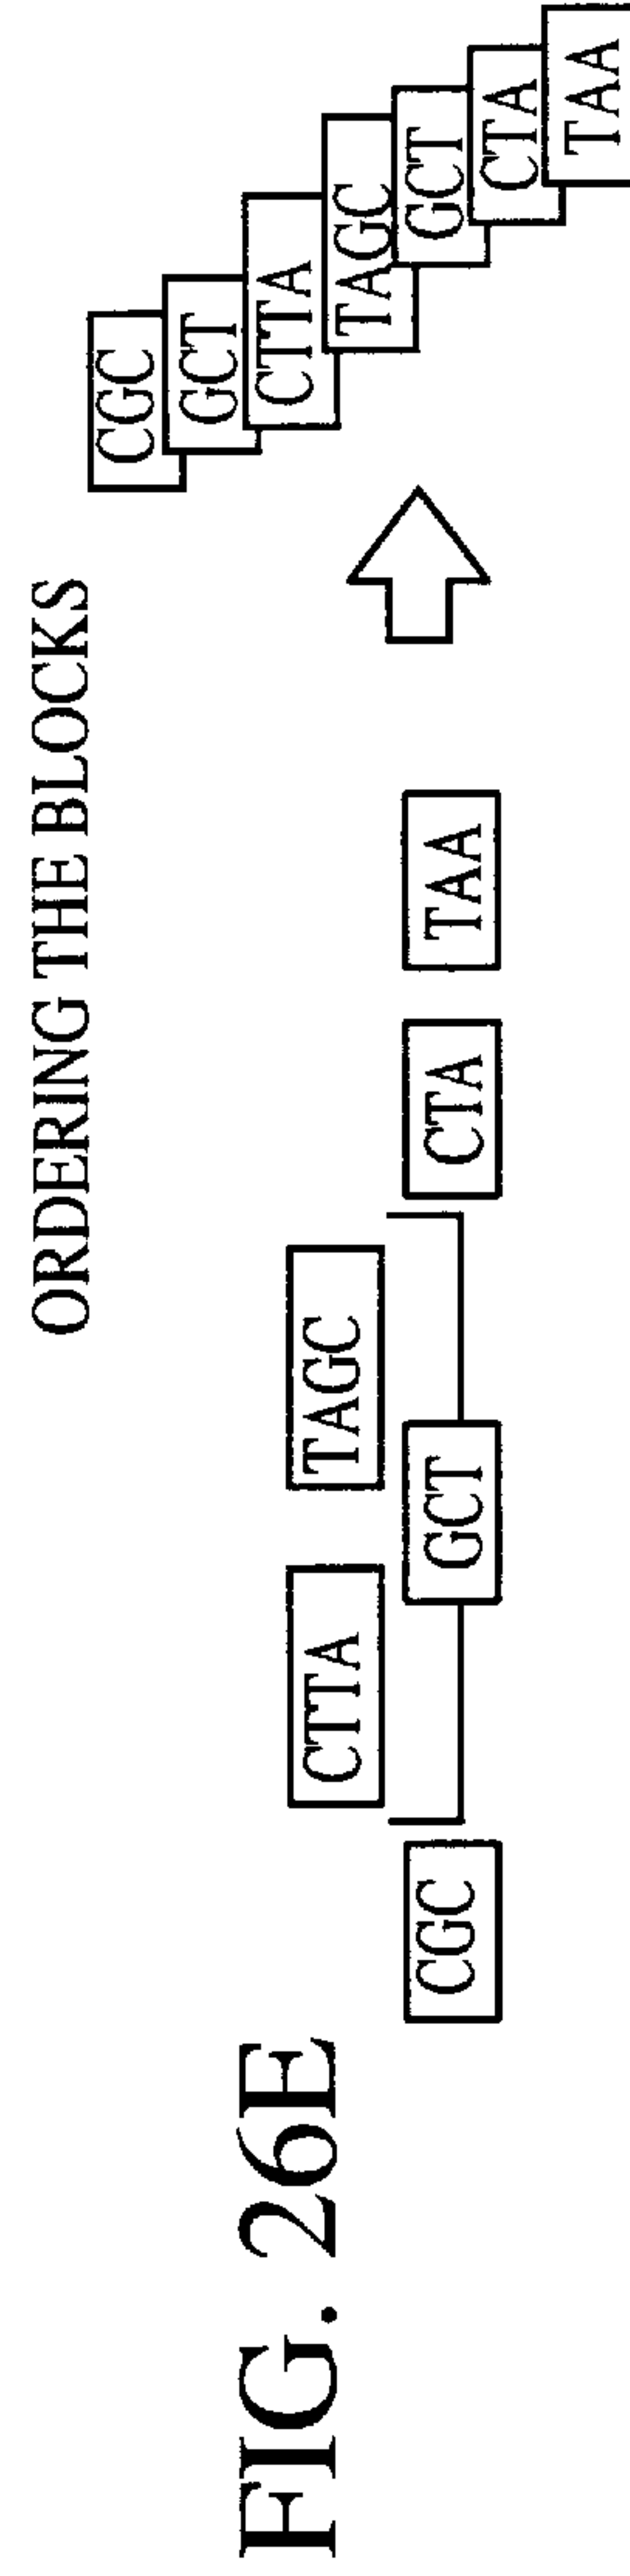 ORDERING THE BLOCKS
FIG. 26E
CTTA TAGC
CGC GCT CTA TAA
CGC
GCT
CTTA
TAGC
GCT
CTA
TAA